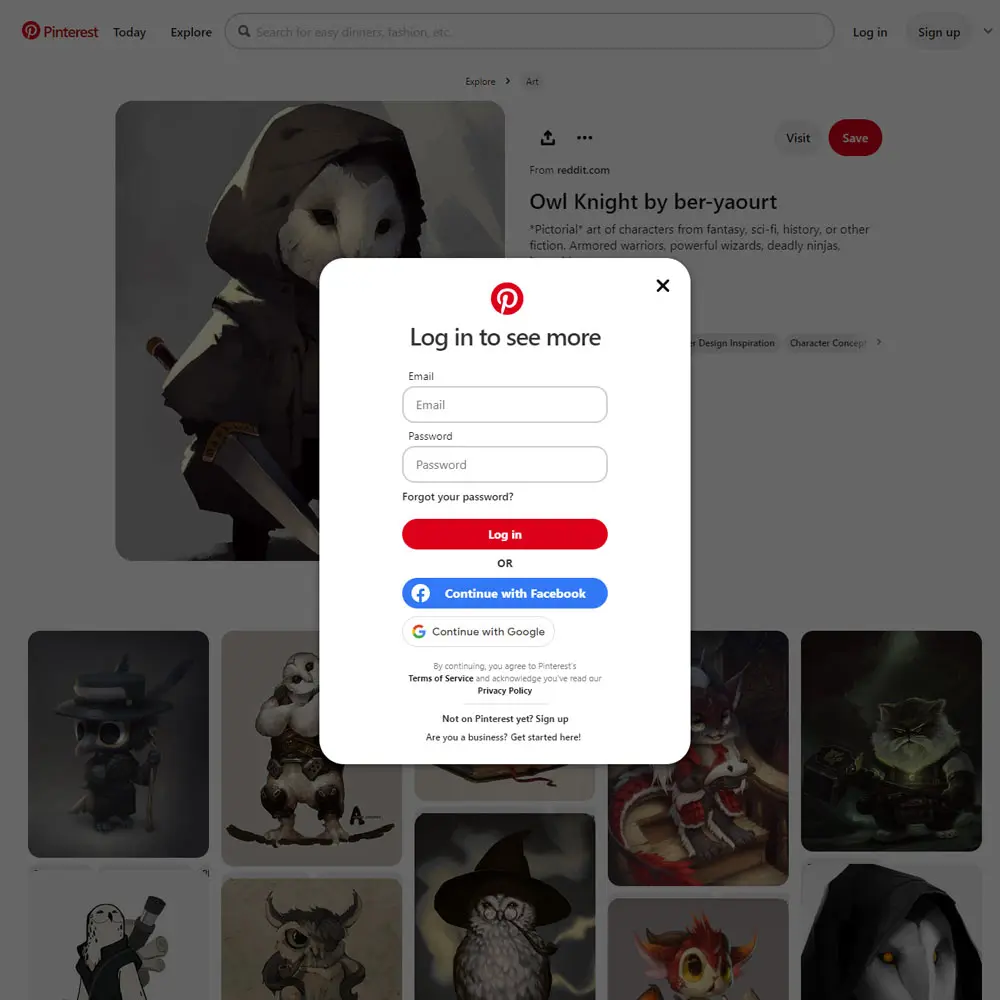 Pinterest
Today
Explore
Search for easy dinners, fashion, etc.
Log in
Sign up
Explore
Art
Visit
Save
From reddit.com
Owl Knight by ber-yaourt
*Pictorial* art of characters from fantasy, sci-fi, history, or other
fiction. Armored warriors, powerful wizards, deadly ninjas,
Design Inspiration
Character Concept
Log in to see more
Email
Email
Password
Password
Forgot your password?
Log in
OR
Continue with Facebook
Continue with Google
By continuing, you agree to Pinterest's
Terms of Service and acknowledge you've read our
Privacy Policy
Not on Pinterest yet? Sign up
Are you a business? Get started here!